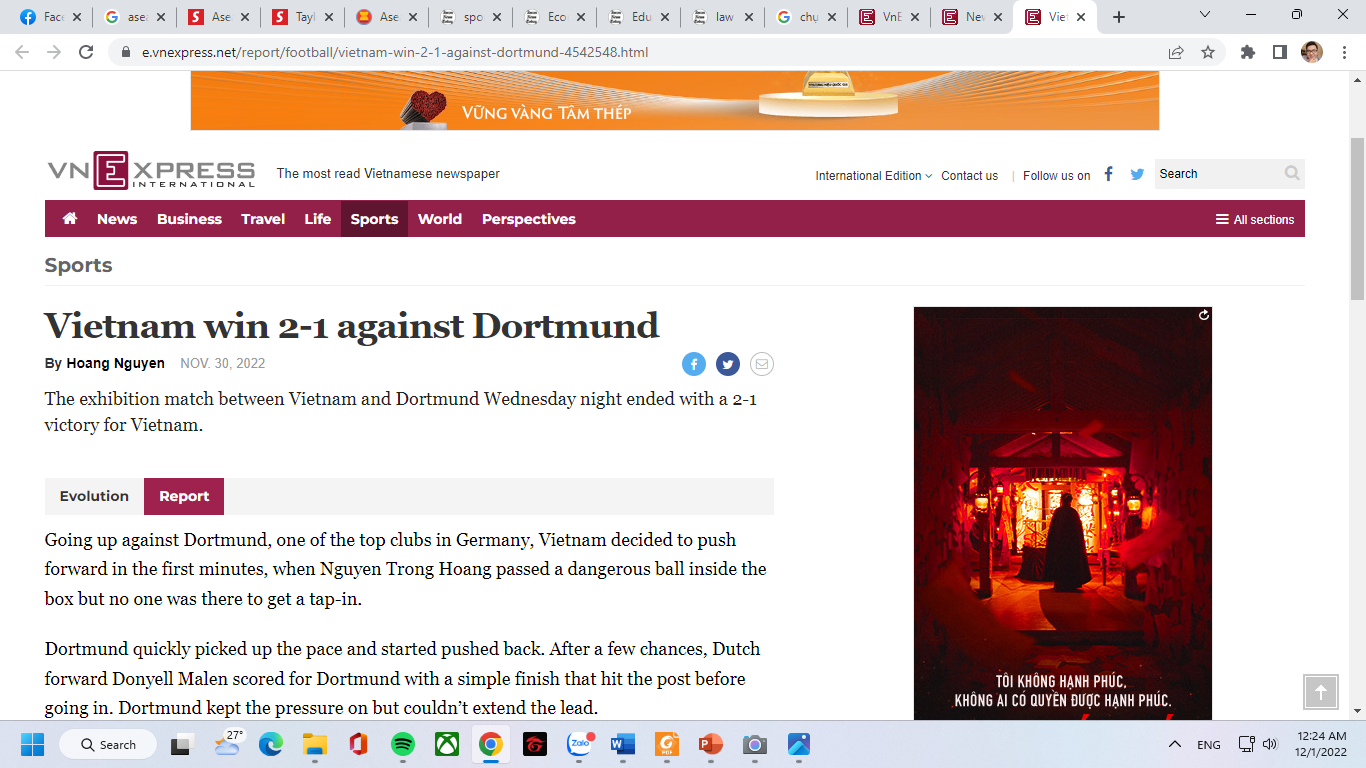 Face
asea
Ase
Tayl
Ase
spo
Eco
Edu
law
chụ
VnE
Nev
Viet
e.vnexpress.net/report/football/vietnam-win-2-1-against-dortmund-4542548.html
VỮNG VÀNG TÂM THÉP
VNEXPRESS
INTERNATIONAL
The most read Vietnamese newspaper
International Edition
Contact us
Follow us on
Search
News
Business
Travel
Life
Sports
World
Perspectives
All sections
Sports
Vietnam win 2-1 against Dortmund
By Hoang Nguyen NOV. 30, 2022
The exhibition match between Vietnam and Dortmund Wednesday night ended with a 2-1
victory for Vietnam.
Evolution
Report
Going up against Dortmund, one of the top clubs in Germany, Vietnam decided to push
forward in the first minutes, when Nguyen Trong Hoang passed a dangerous ball inside the
box but no one was there to get a tap-in.
Dortmund quickly picked up the pace and started pushed back. After a few chances, Dutch
forward Donyell Malen scored for Dortmund with a simple finish that hit the post before
going in. Dortmund kept the pressure on but couldn't extend the lead.
TÔI KHÔNG HẠNH PHÚC,
KHÔNG AI CÓ QUYỀN ĐƯỢC HẠNH PHÚC.
Search
27°
Zalo
PDF
ENG
12:24 AM
12/1/2022